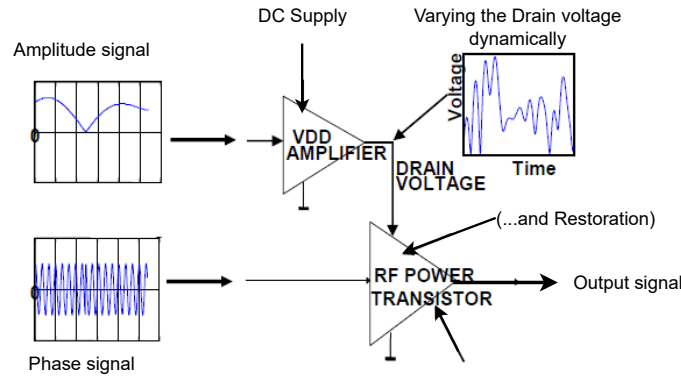 DC Supply
Varying the Drain voltage
dynamically
Amplitude signal
Voltage
0
VDD
AMPLIFIER
Time
DRAIN
VOLTAGE
(...and Restoration)
0
RF POWER
TRANSISTOR
Output signal
Phase signal